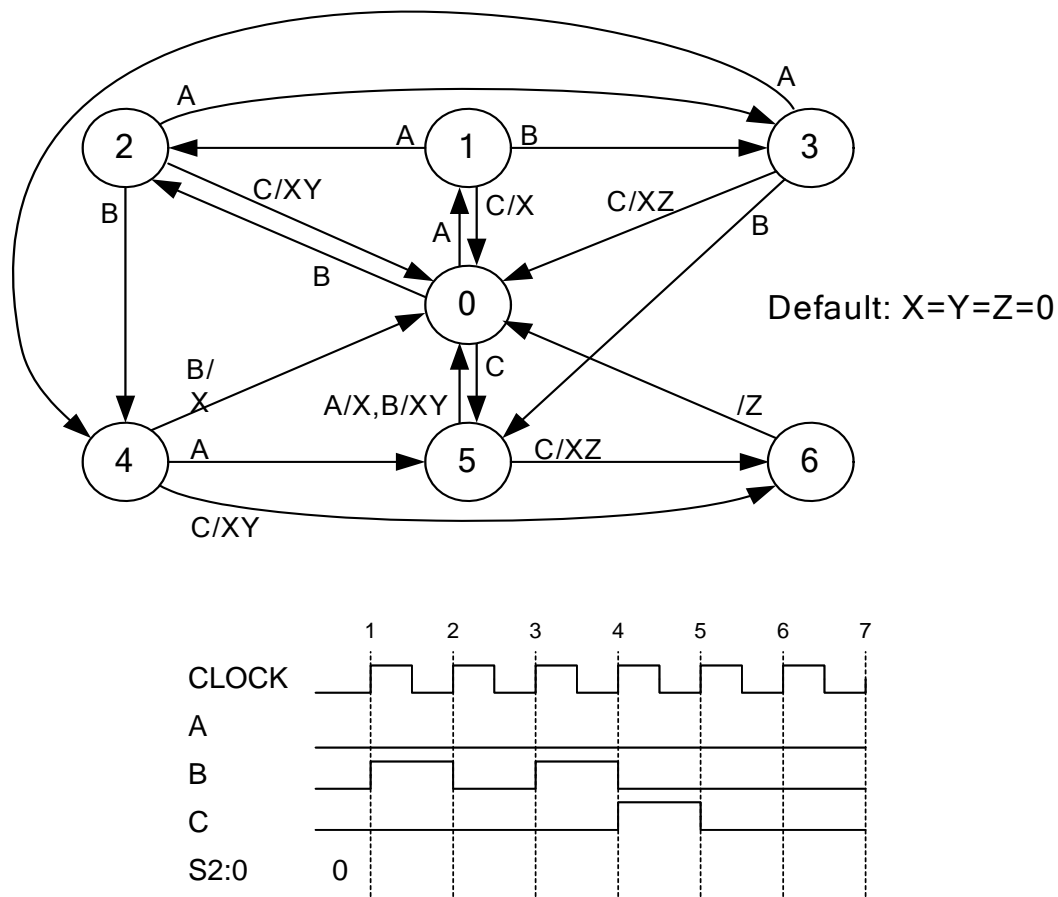 A
A
2
A
1
B
3
C/XY
C/X
C/XZ
B
A
B
B
0
Default: X=Y=Z=0
B/
X
C
A/X,B/XY
/Z
4
A
5
C/XZ
6
C/XY
1 2 3 4 5 6 7
CLOCK
A
B
C
S2:0 0